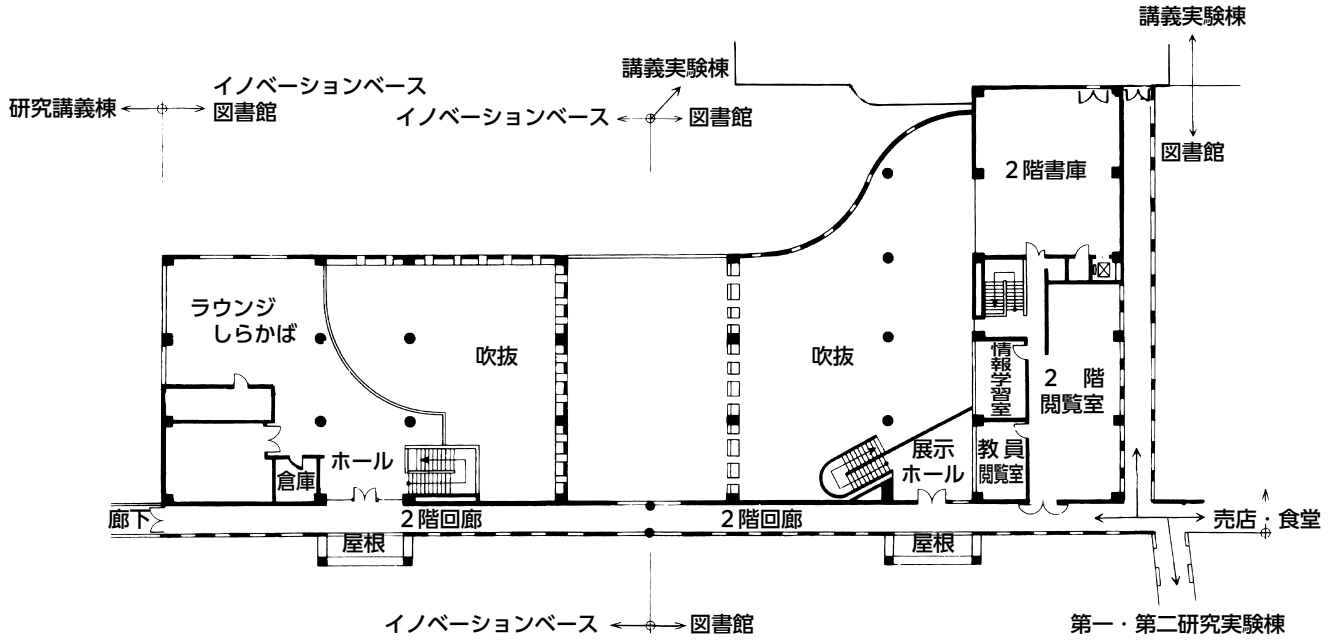 講義実験棟
講義実験棟
イノベーションベース
研究講義棟
図書館
イノベーションベース
図書館
図書館
２階書庫
ラウンジ
しらかば
吹抜
吹抜
情報学習室
２　階
閲覧室
ホール
倉庫
展示
ホール
教員
閲覧室
廊下
２階回廊
２階回廊
売店・食堂
屋根
屋根
イノベーションベース
図書館
第一・第二研究実験棟